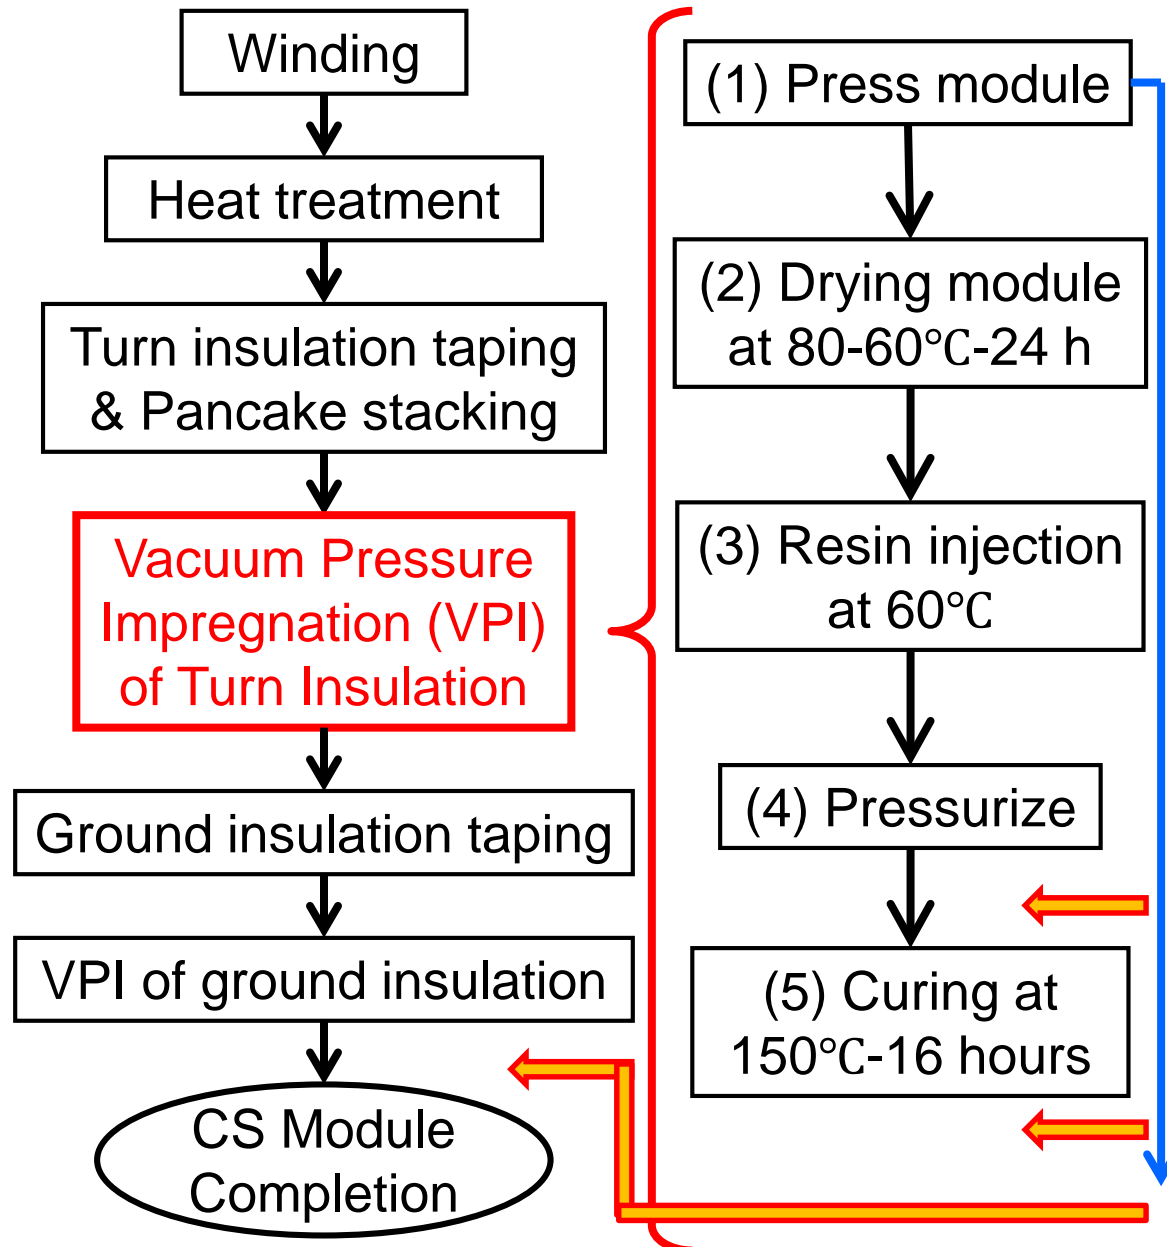 Winding
Heat treatment
Turn insulation taping
& Pancake stacking
Vacuum Pressure
Impregnation (VPI)
of Turn Insulation
Ground insulation taping
VPI of ground insulation
CS Module
Completion
(1) Press module
(2) Drying module
at 80-60℃-24 h
(3) Resin injection
at 60℃
(4) Pressurize
(5) Curing at
150℃-16 hours